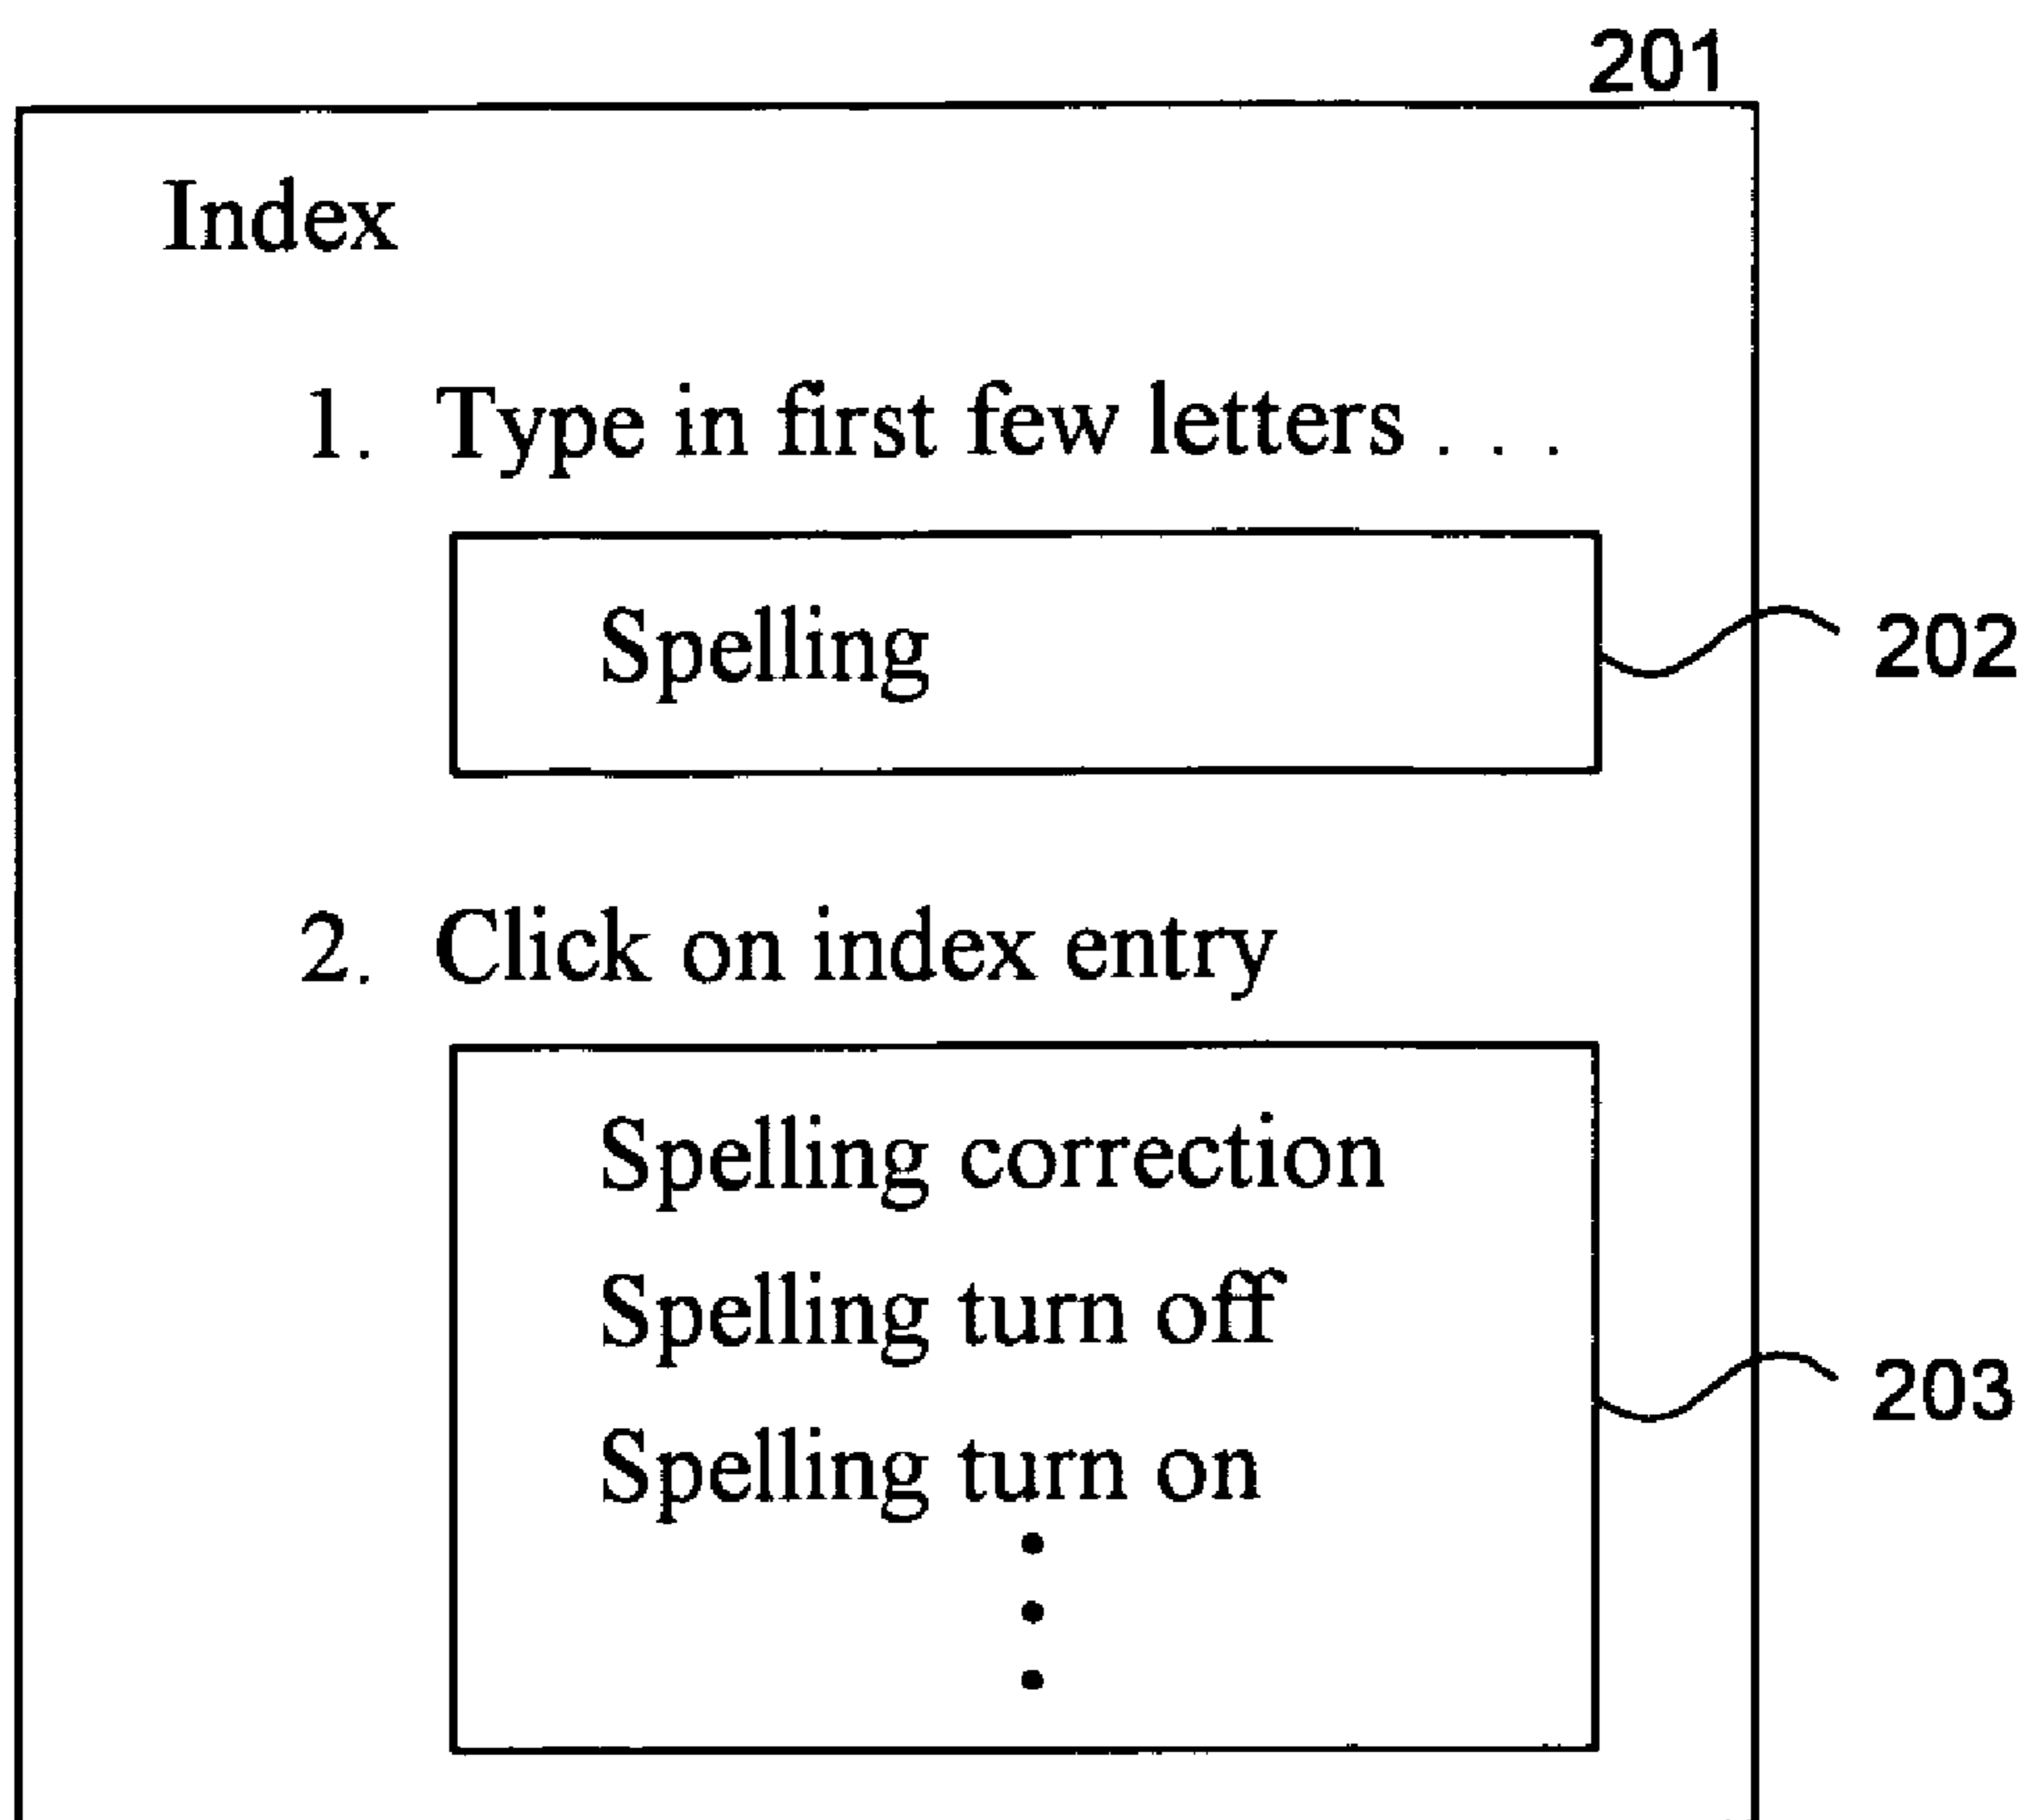 201
Index
1. Type in first few letters . . .
Spelling
202
2. Click on index entry
Spelling correction
Spelling turn off
203
Spelling turn on